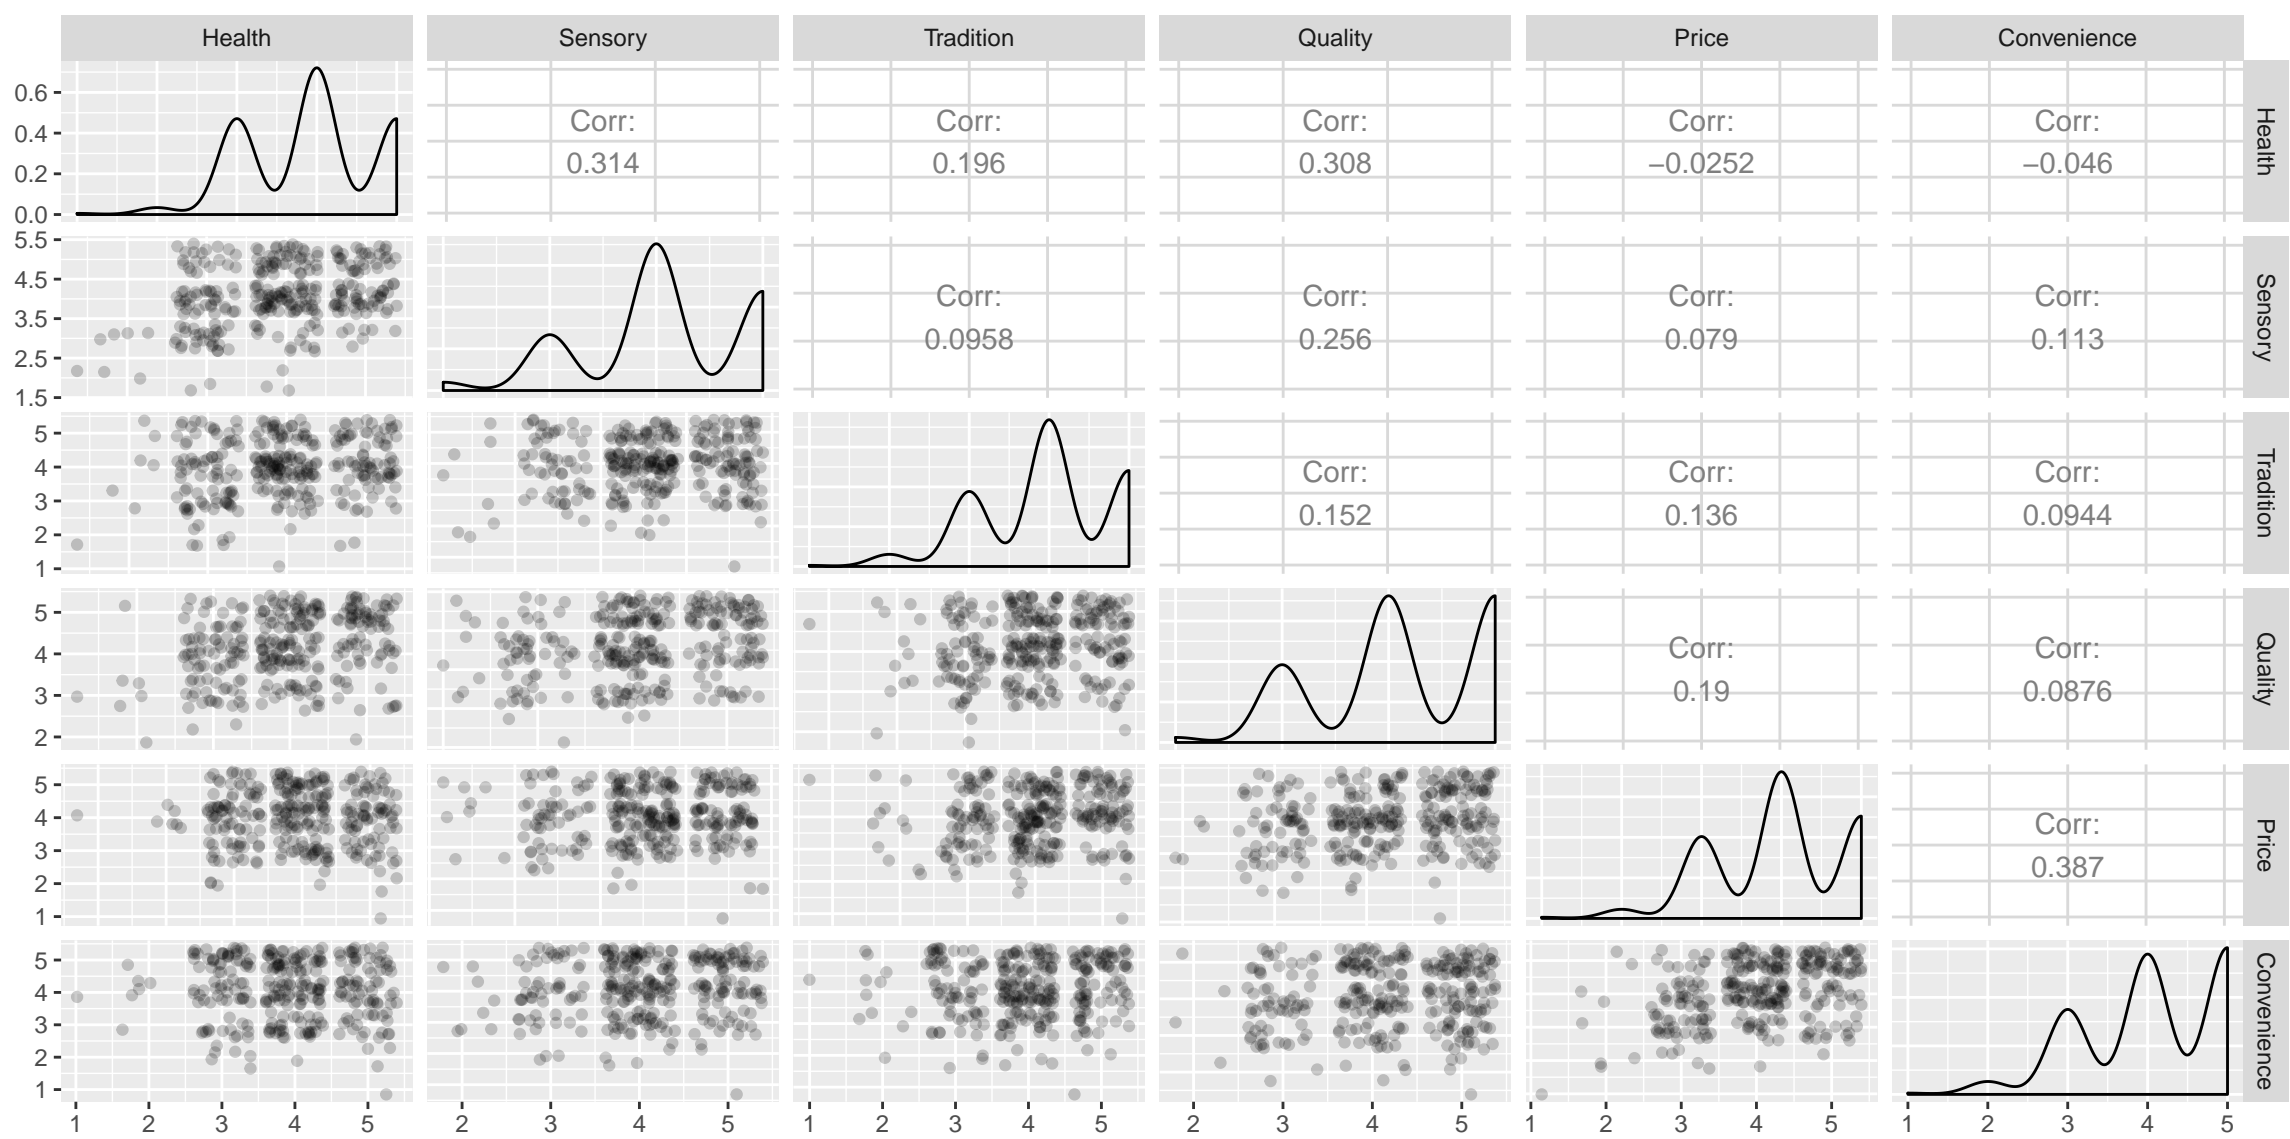 Health Sensory Tradition Quality Price Convenience
0.6
0.4
0.2
0.0
Corr:
0.314
Corr:
0.196
Corr:
0.308
Corr:
−0.0252
Corr:
−0.046
Health
5.5
4.5
3.5
2.5
1.5
Corr:
0.0958
Corr:
0.256
Corr:
0.079
Corr:
0.113
Sensory
5
4
3
2
1
Corr:
0.152
Corr:
0.136
Corr:
0.0944
Tradition
5
4
3
2
Corr:
0.19
Corr:
0.0876
Quality
5
4
3
2
1
Corr:
0.387
Price
5
4
3
2
1
Convenience
1 2 3 4 5 2 3 4 5 1 2 3 4 5 2 3 4 5 1 2 3 4 5 1 2 3 4 5